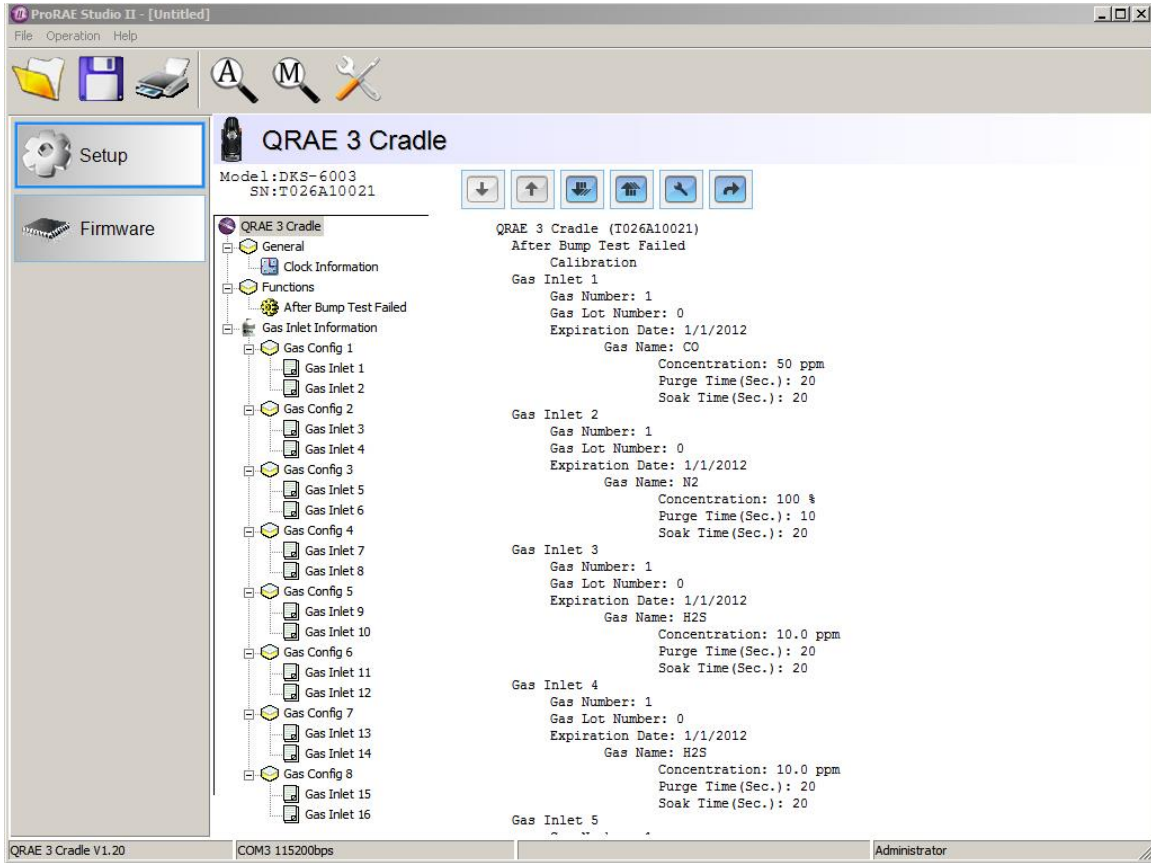 ProRAE Studio II - [Untitled]
File Operation Help
A M
Setup
Firmware
QRAE 3 Cradle
Model:DKS-6003
SN:T026A10021
QRAE 3 Cradle
General
Clock Information
Functions
After Bump Test Failed
Gas Inlet Information
Gas Config 1
Gas Inlet 1
Gas Inlet 2
Gas Config 2
Gas Inlet 3
Gas Inlet 4
Gas Config 3
Gas Inlet 5
Gas Inlet 6
Gas Config 4
Gas Inlet 7
Gas Inlet 8
Gas Config 5
Gas Inlet 9
Gas Inlet 10
Gas Config 6
Gas Inlet 11
Gas Inlet 12
Gas Config 7
Gas Inlet 13
Gas Inlet 14
Gas Config 8
Gas Inlet 15
Gas Inlet 16
QRAE 3 Cradle (T026A10021)
After Bump Test Failed
Calibration
Gas Inlet 1
Gas Number: 1
Gas Lot Number: 0
Expiration Date: 1/1/2012
Gas Name: CO
Concentration: 50 ppm
Purge Time(Sec.): 20
Soak Time(Sec.): 20
Gas Inlet 2
Gas Number: 1
Gas Lot Number: 0
Expiration Date: 1/1/2012
Gas Name: N2
Concentration: 100 %
Purge Time(Sec.): 10
Soak Time(Sec.): 20
Gas Inlet 3
Gas Number: 1
Gas Lot Number: 0
Expiration Date: 1/1/2012
Gas Name: H2S
Concentration: 10.0 ppm
Purge Time(Sec.): 20
Soak Time(Sec.): 20
Gas Inlet 4
Gas Number: 1
Gas Lot Number: 0
Expiration Date: 1/1/2012
Gas Name: H2S
Concentration: 10.0 ppm
Purge Time(Sec.): 20
Soak Time(Sec.): 20
Gas Inlet 5
QRAE 3 Cradle V1.20
COM3 115200bps
Administrator